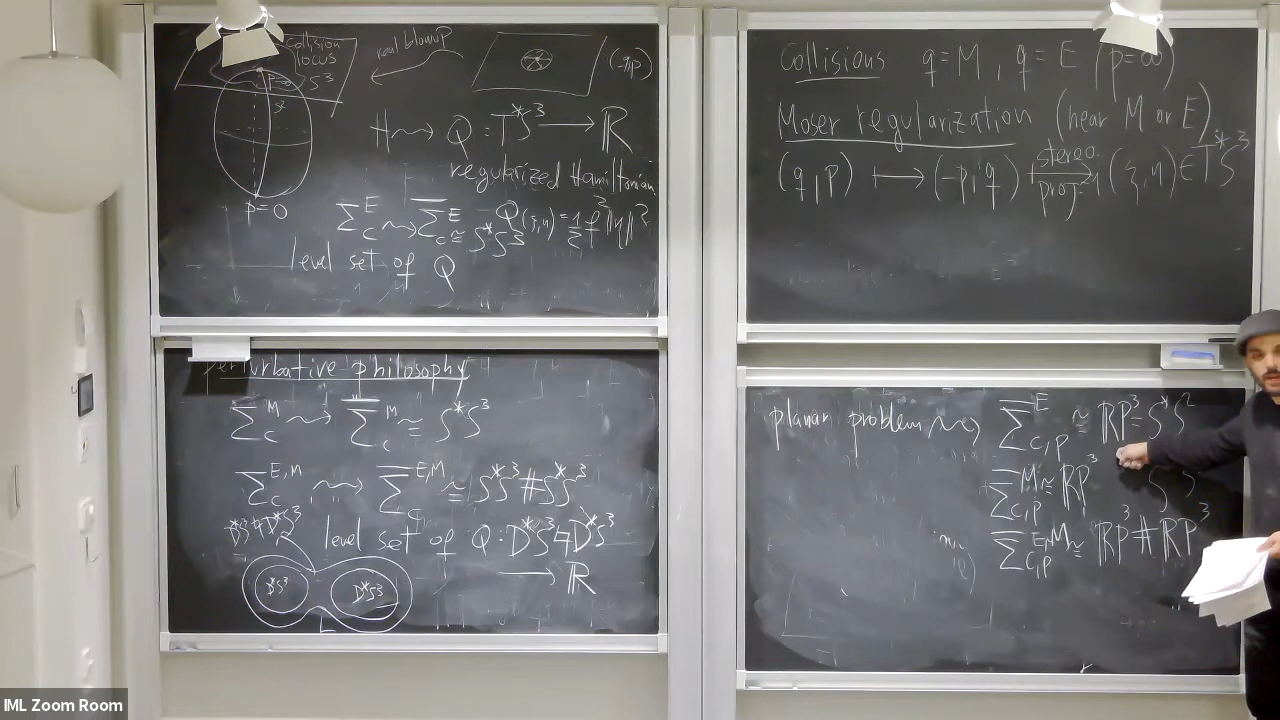 collision
locus
real blowup
p=∞
S³
(-q,p)
H ⇝ Q : T*S³ → ℝ
regularized Hamiltonian
p=0
Σ_c^E ⇝ Σ̅_c^E ≅ S*S³
Q(ξ,η) = ½ f² ‖η‖²
level set of Q
perturbative philosophy
Σ_c^M ⇝ Σ̅_c^M ≅ S*S³
Σ_c^{E,M} ⇝ Σ̅_c^{E,M} ≅ S*S³ # S*S³
D*S³ ♮ D*S³
level set of Q : D*S³ ♮ D*S³
→ ℝ
D*S³
D*S³
Collisions q=M, q=E (p=∞)
Moser regularization (near M or E)
(q,p) ↦ (-p,q) ↦ (ξ,η) ∈ T*S³
stereo
proj⁻¹
planar problem ⇝ Σ̅_{c,P}^E ≅ ℝP³ = S*S²
Σ̅_{c,P}^M ≅ ℝP³
Σ̅_{c,P}^{E,M} ≅ ℝP³ # ℝP³
IML Zoom Room